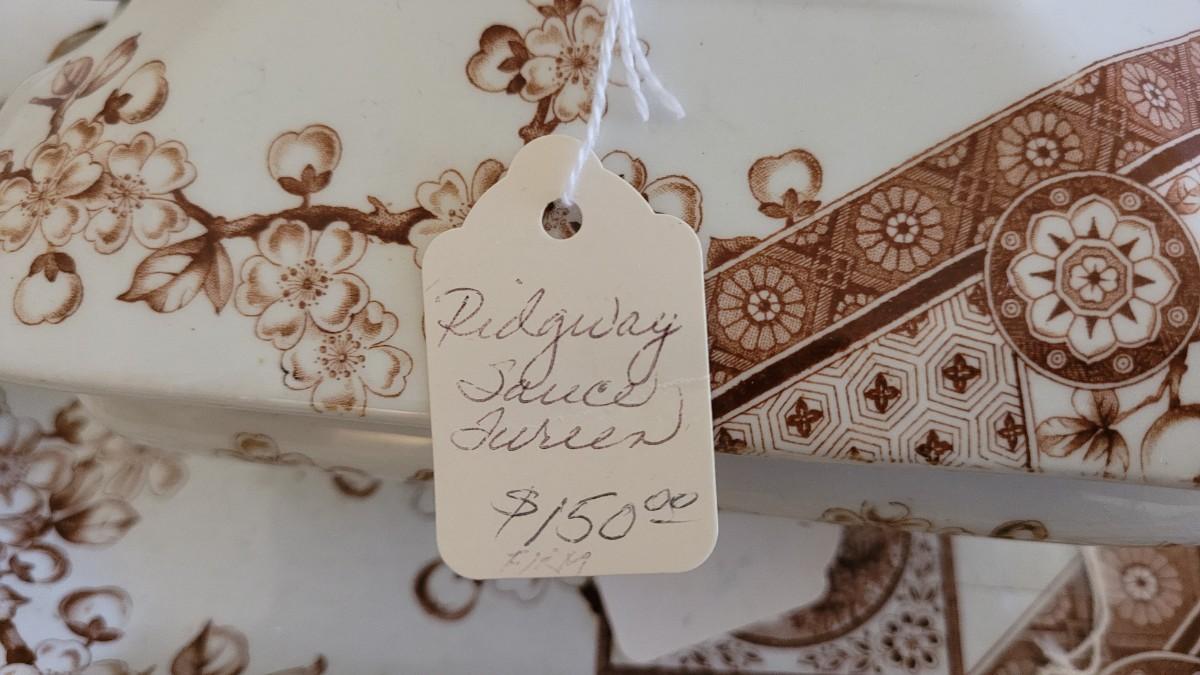 Ridgway
Sauce
Tureen
$150.00
FIRM